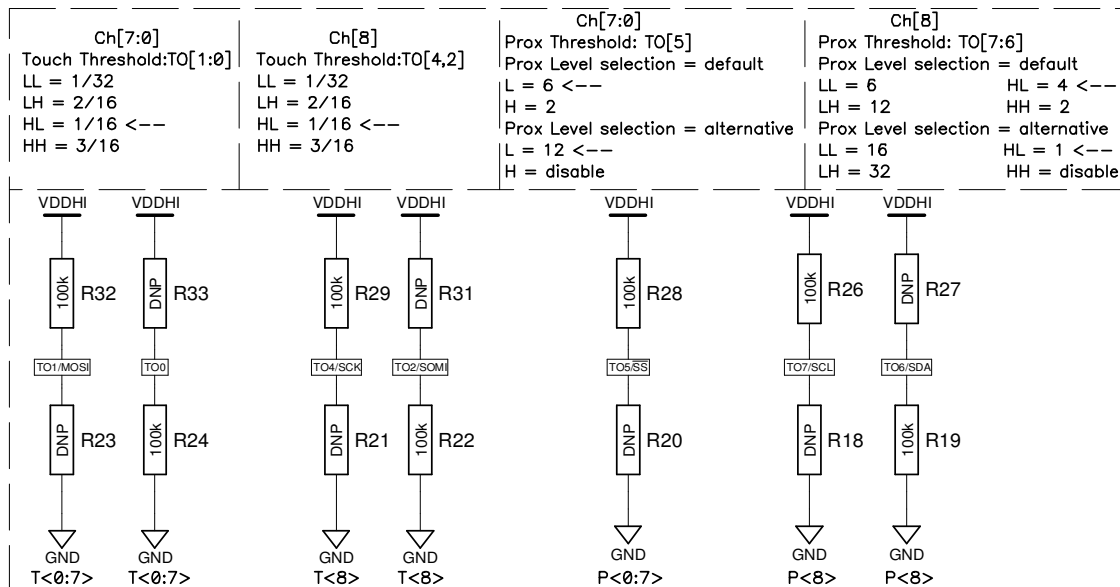 Ch[7:0]
Touch Threshold:TO[1:0]
LL = 1/32
LH = 2/16
HL = 1/16 <--
HH = 3/16
Ch[8]
Touch Threshold:TO[4,2]
LL = 1/32
LH = 2/16
HL = 1/16 <--
HH = 3/16
Ch[7:0]
Prox Threshold: TO[5]
Prox Level selection = default
L = 6 <--
H = 2
Prox Level selection = alternative
L = 12 <--
H = disable
Ch[8]
Prox Threshold: TO[7:6]
Prox Level selection = default
LL = 6 HL = 4 <--
LH = 12 HH = 2
Prox Level selection = alternative
LL = 16 HL = 1 <--
LH = 32 HH = disable
VDDHI VDDHI VDDHI VDDHI VDDHI VDDHI VDDHI
100k R32 DNP R33 100k R29 DNP R31 100k R28 100k R26 DNP R27
TO1/MOSI TO0 TO4/SCK TO2/SOMI TO5/SS TO7/SCL TO6/SDA
DNP R23 100k R24 DNP R21 100k R22 DNP R20 DNP R18 100k R19
GND GND GND GND GND GND GND
T<0:7> T<0:7> T<8> T<8> P<0:7> P<8> P<8>